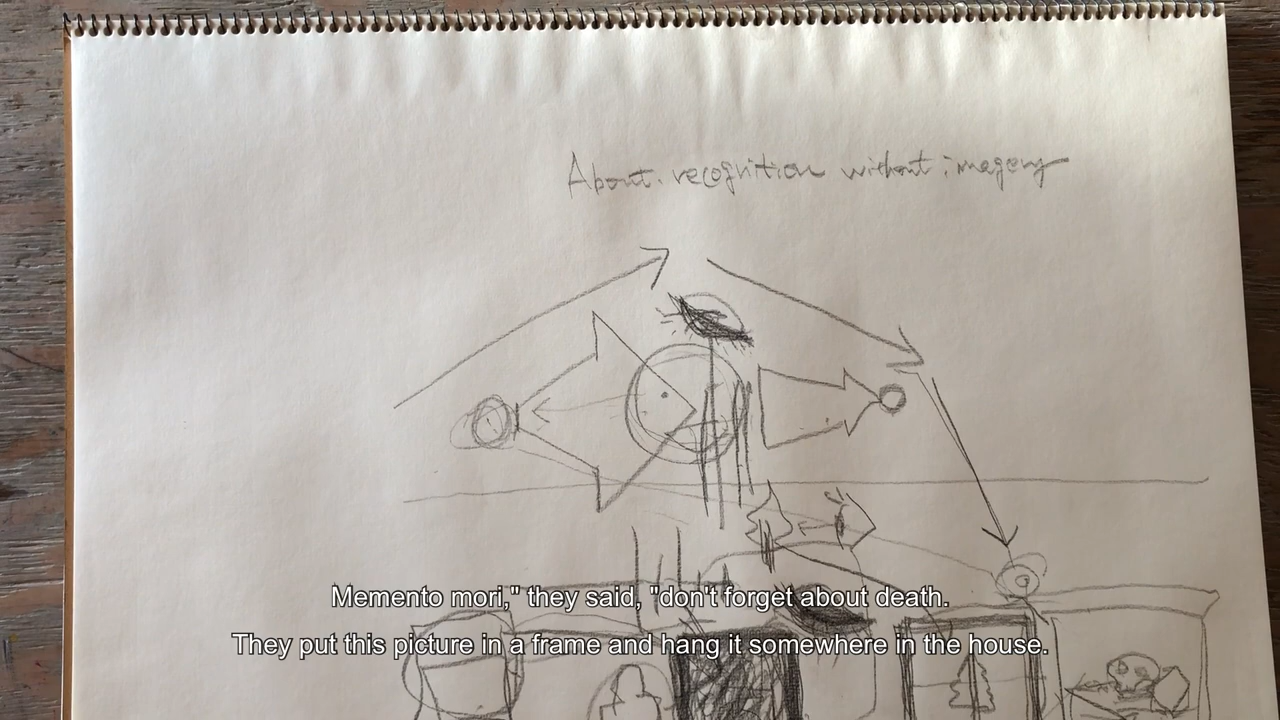 About. recognition without imagery
Memento mori," they said, "don't forget about death.
They put this picture in a frame and hang it somewhere in the house.